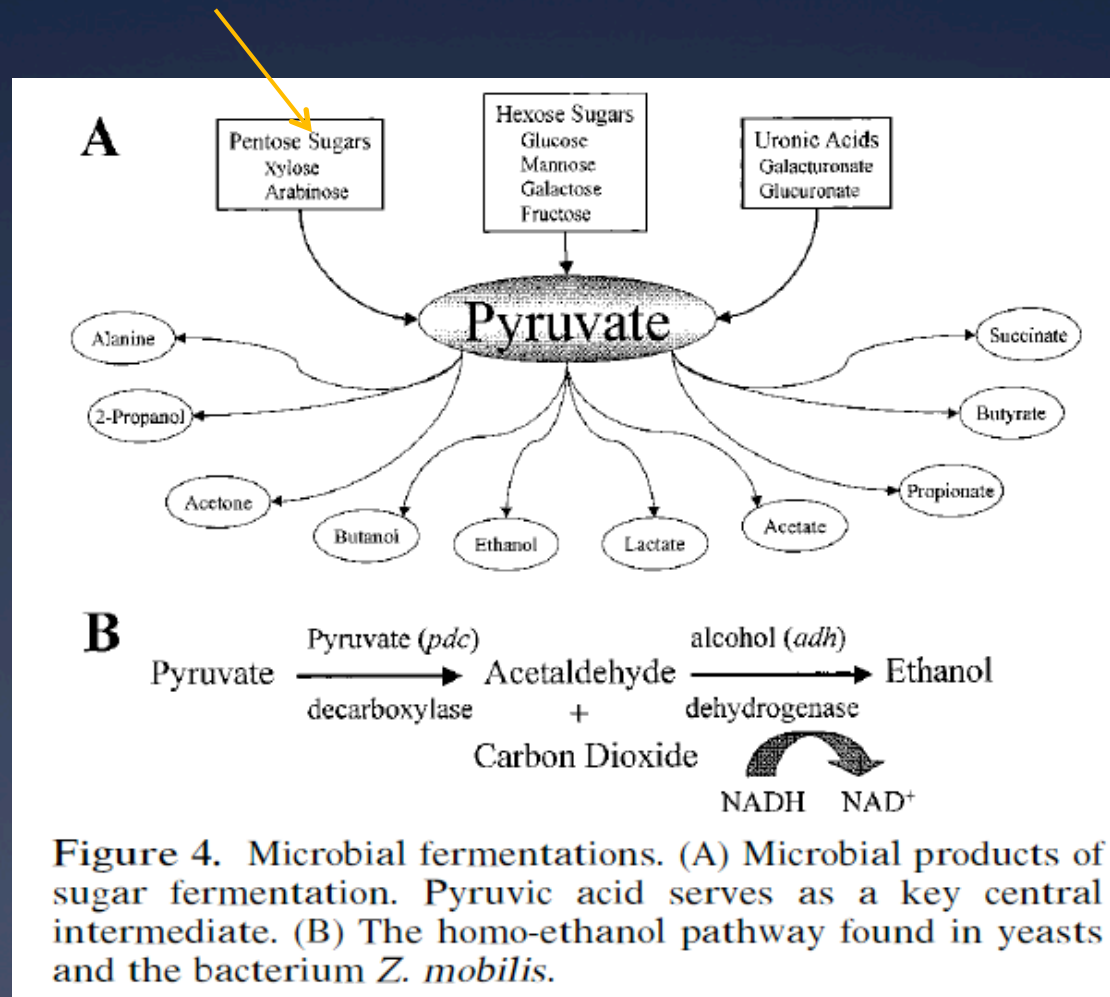 A
Pentose Sugars
Xylose
Arabinose
Hexose Sugars
Glucose
Mannose
Galactose
Fructose
Uronic Acids
Galacturonate
Glucuronate
Pyruvate
Alanine
2-Propanol
Acetone
Butanol
Ethanol
Lactate
Acetate
Propionate
Butyrate
Succinate
B
Pyruvate (pdc) alcohol (adh)
Pyruvate Acetaldehyde Ethanol
decarboxylase + dehydrogenase
Carbon Dioxide
NADH NAD⁺
Figure 4. Microbial fermentations. (A) Microbial products of
sugar fermentation. Pyruvic acid serves as a key central
intermediate. (B) The homo-ethanol pathway found in yeasts
and the bacterium Z. mobilis.